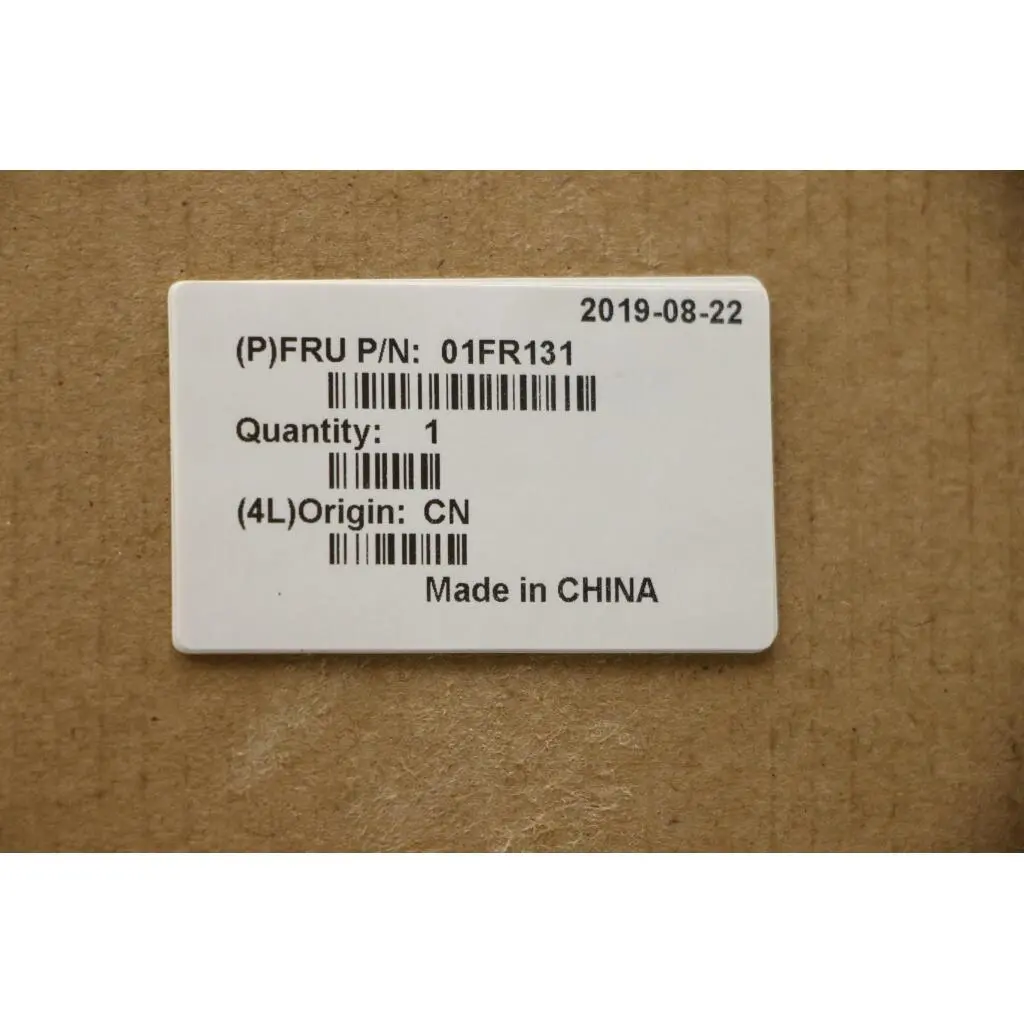 2019-08-22
(P)FRU P/N: 01FR131
Quantity: 1
(4L)Origin: CN
Made in CHINA